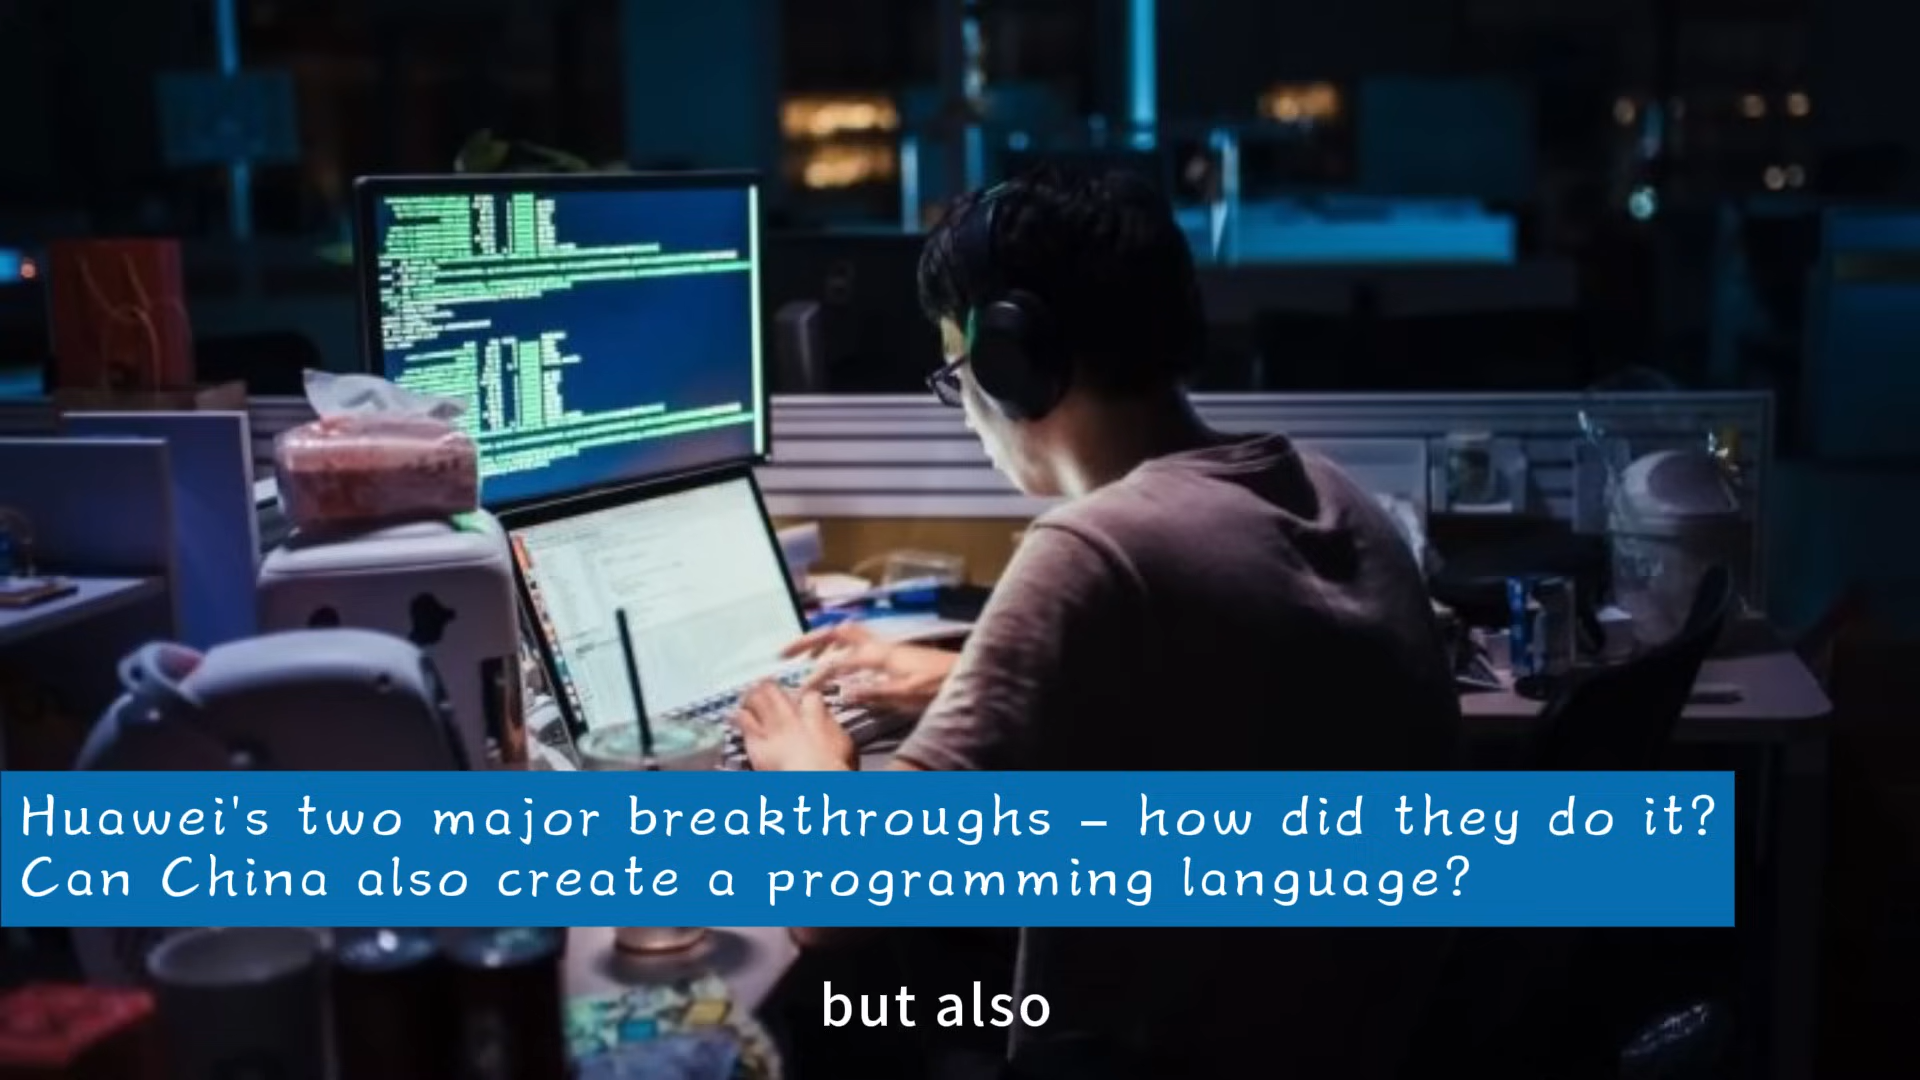 Huawei's two major breakthroughs – how did they do it?
Can China also create a programming language?
but also